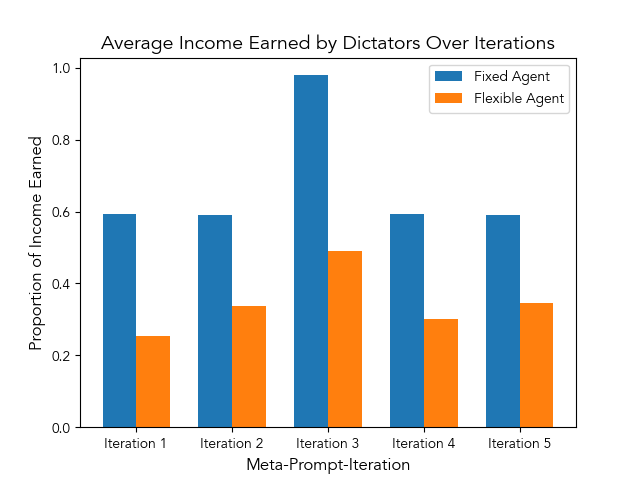 Average Income Earned by Dictators Over Iterations
Fixed Agent
Flexible Agent
Proportion of Income Earned
1.0
0.8
0.6
0.4
0.2
0.0
Iteration 1 Iteration 2 Iteration 3 Iteration 4 Iteration 5
Meta-Prompt-Iteration